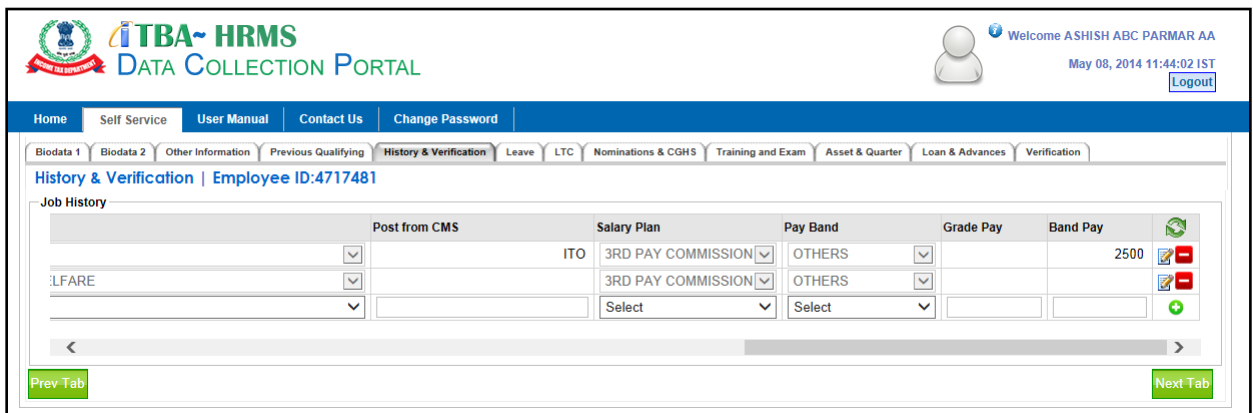 iTBA~ HRMS
DATA COLLECTION PORTAL
INCOME TAX DEPARTMENT
Welcome ASHISH ABC PARMAR AA
May 08, 2014 11:44:02 IST
Logout
Home Self Service User Manual Contact Us Change Password
Biodata 1 Biodata 2 Other Information Previous Qualifying History & Verification Leave LTC Nominations & CGHS Training and Exam Asset & Quarter Loan & Advances Verification
History & Verification | Employee ID:4717481
Job History
Post from CMS Salary Plan Pay Band Grade Pay Band Pay
ITO 3RD PAY COMMISSION OTHERS 2500
LFARE 3RD PAY COMMISSION OTHERS
Select Select
Prev Tab Next Tab